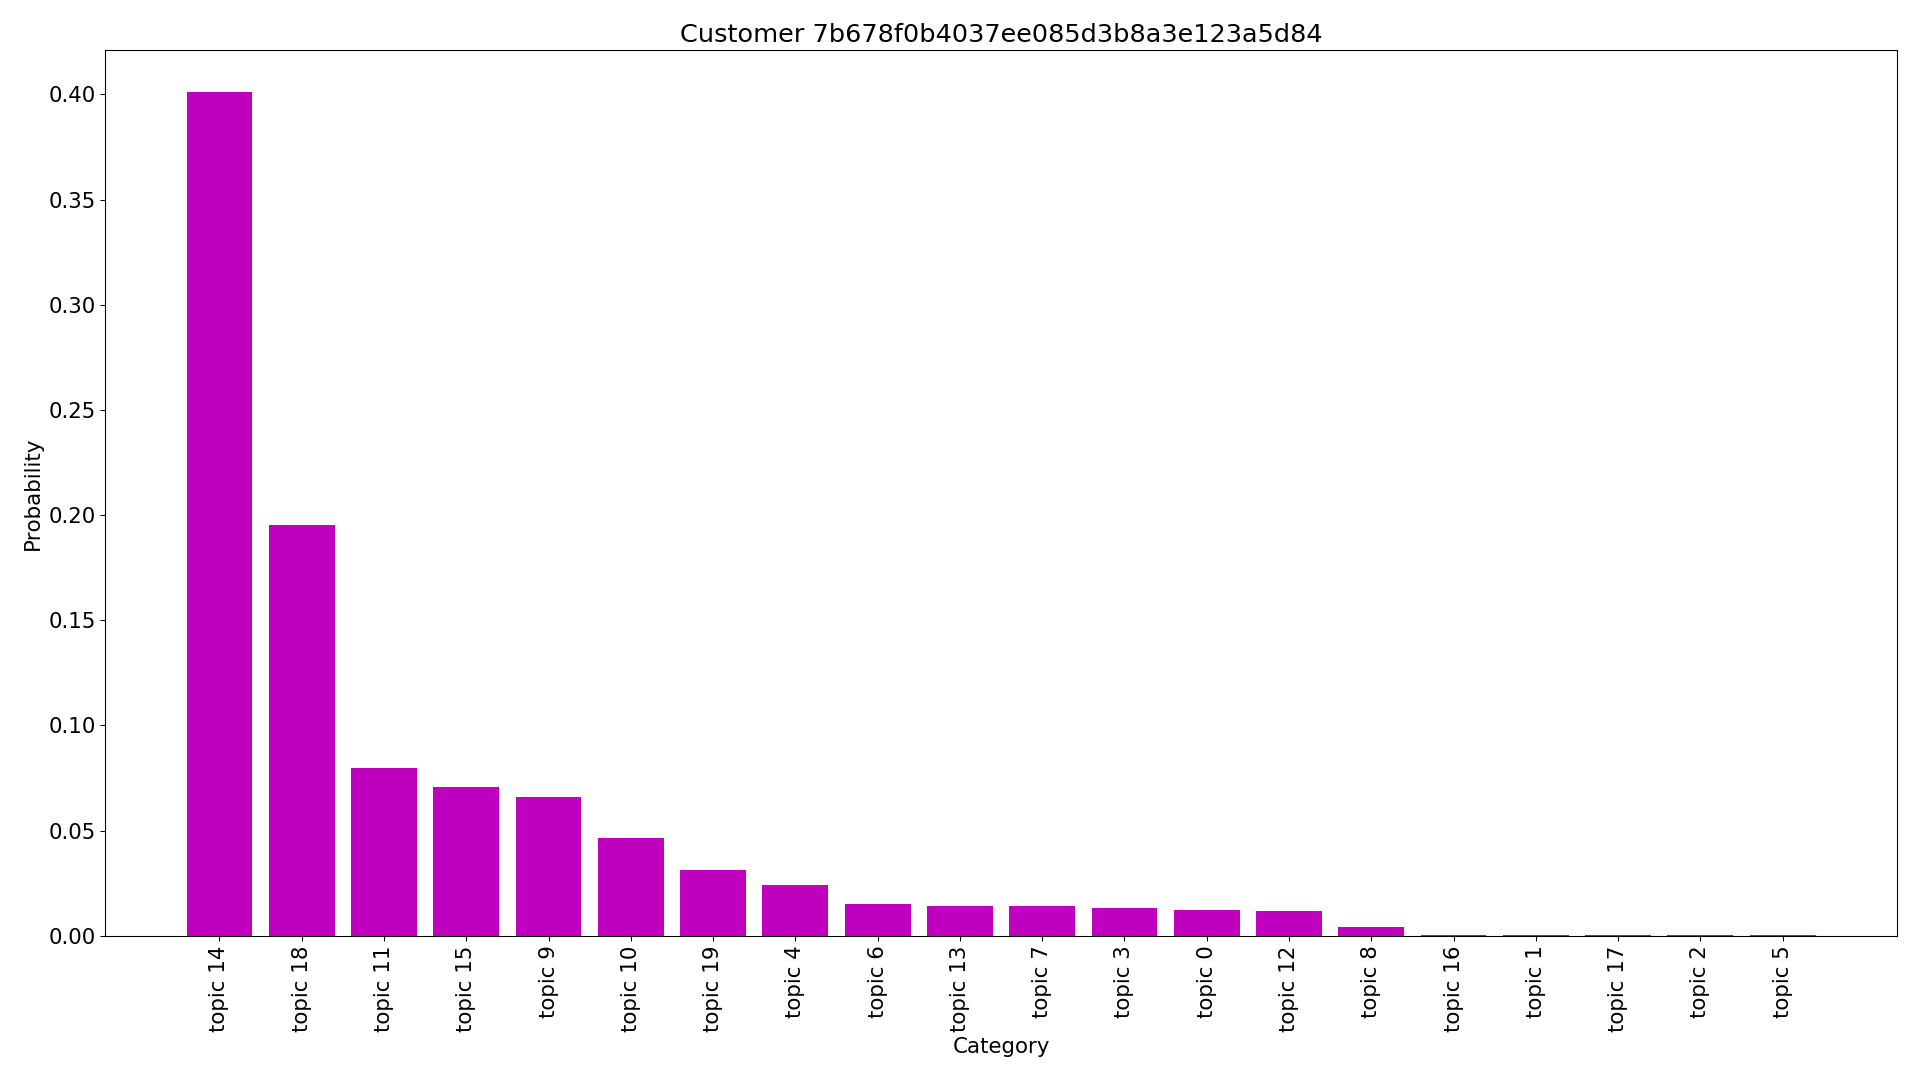 Customer 7b678f0b4037ee085d3b8a3e123a5d84
Probability
0.40
0.35
0.30
0.25
0.20
0.15
0.10
0.05
0.00
topic 14
topic 18
topic 11
topic 15
topic 9
topic 10
topic 19
topic 4
topic 6
topic 13
topic 7
topic 3
topic 0
topic 12
topic 8
topic 16
topic 1
topic 17
topic 2
topic 5
Category